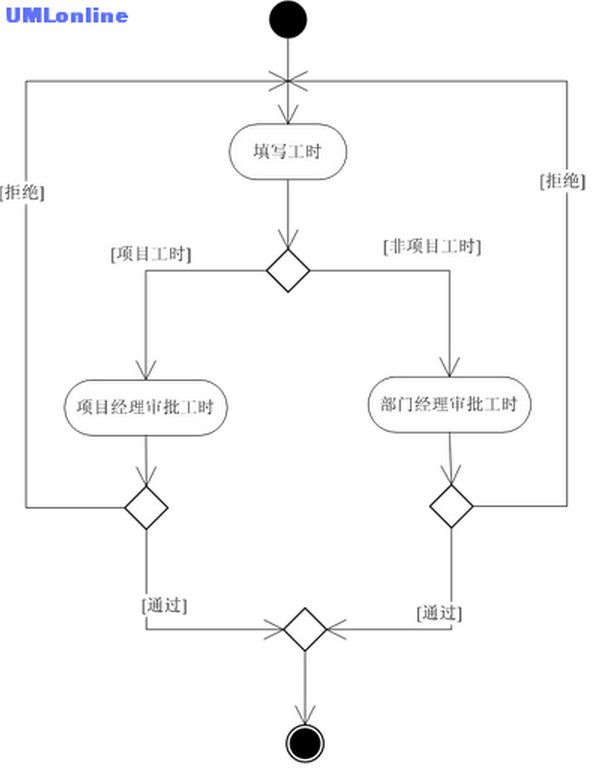 UMLonline
填写工时
[拒绝]
[拒绝]
[项目工时]
[非项目工时]
项目经理审批工时
部门经理审批工时
[通过]
[通过]